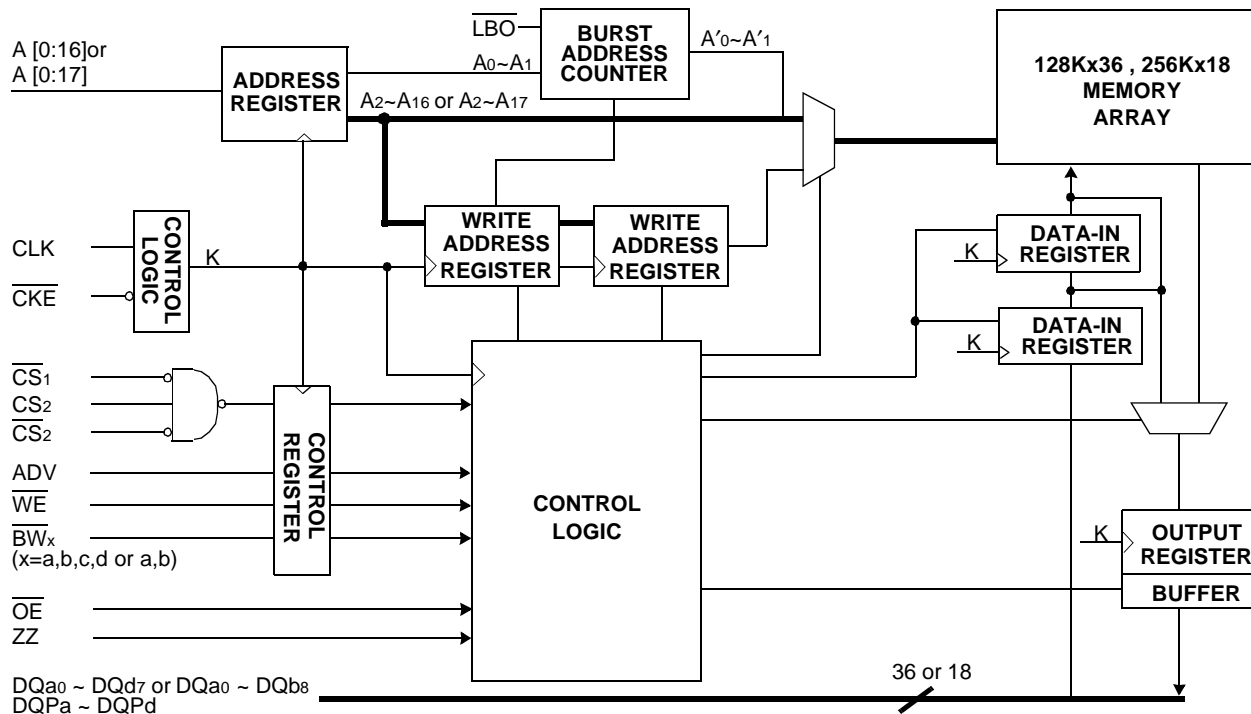 LBO
BURST
ADDRESS
COUNTER
A'0~A'1
A [0:16]or
A [0:17]
ADDRESS
REGISTER
A0~A1
A2~A16 or A2~A17
128Kx36 , 256Kx18
MEMORY
ARRAY
WRITE
ADDRESS
REGISTER
WRITE
ADDRESS
REGISTER
CLK
CKE
CONTROL
LOGIC
K
DATA-IN
REGISTER
K
DATA-IN
REGISTER
K
CS1
CS2
CS2
ADV
WE
BWx
(x=a,b,c,d or a,b)
CONTROL
REGISTER
CONTROL
LOGIC
K
OUTPUT
REGISTER
BUFFER
OE
ZZ
DQa0 ~ DQd7 or DQa0 ~ DQb8
DQPa ~ DQPd
36 or 18